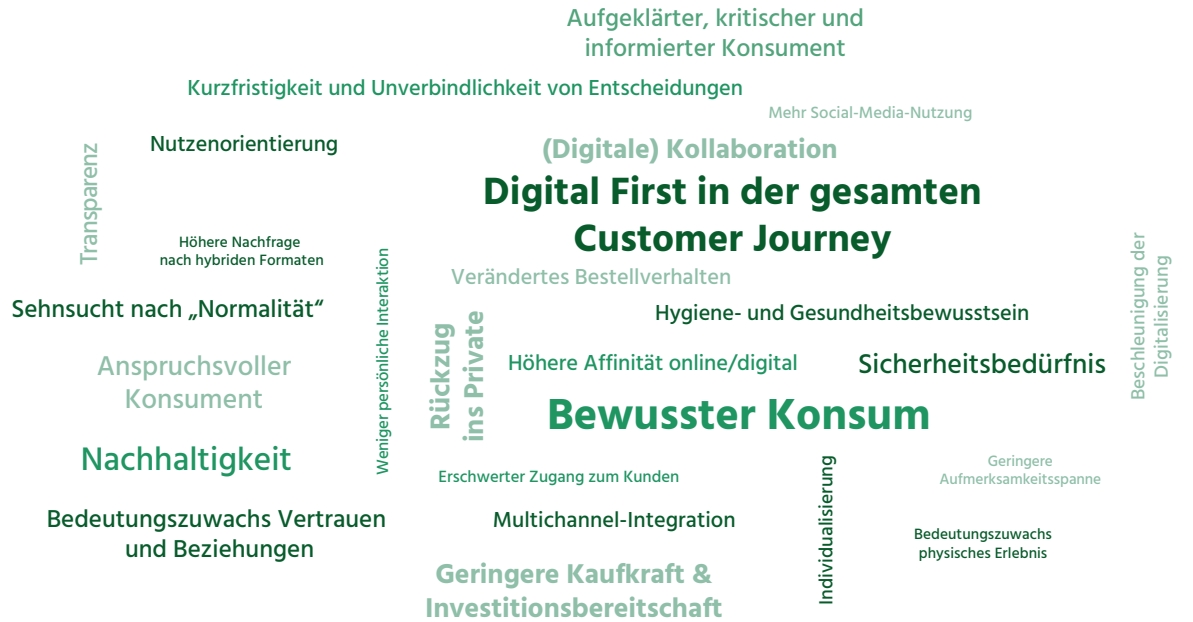 Aufgeklärter, kritischer und
informierter Konsument
Kurzfristigkeit und Unverbindlichkeit von Entscheidungen
Mehr Social-Media-Nutzung
Nutzenorientierung
(Digitale) Kollaboration
Transparenz
Digital First in der gesamten
Customer Journey
Höhere Nachfrage
nach hybriden Formaten
Weniger persönliche Interaktion
Verändertes Bestellverhalten
Beschleunigung der
Digitalisierung
Sehnsucht nach „Normalität“
Hygiene- und Gesundheitsbewusstsein
Rückzug
ins Private
Anspruchsvoller
Konsument
Höhere Affinität online/digital
Sicherheitsbedürfnis
Bewusster Konsum
Nachhaltigkeit
Erschwerter Zugang zum Kunden
Individualisierung
Geringere
Aufmerksamkeitsspanne
Bedeutungszuwachs Vertrauen
und Beziehungen
Multichannel-Integration
Bedeutungszuwachs
physisches Erlebnis
Geringere Kaufkraft &
Investitionsbereitschaft